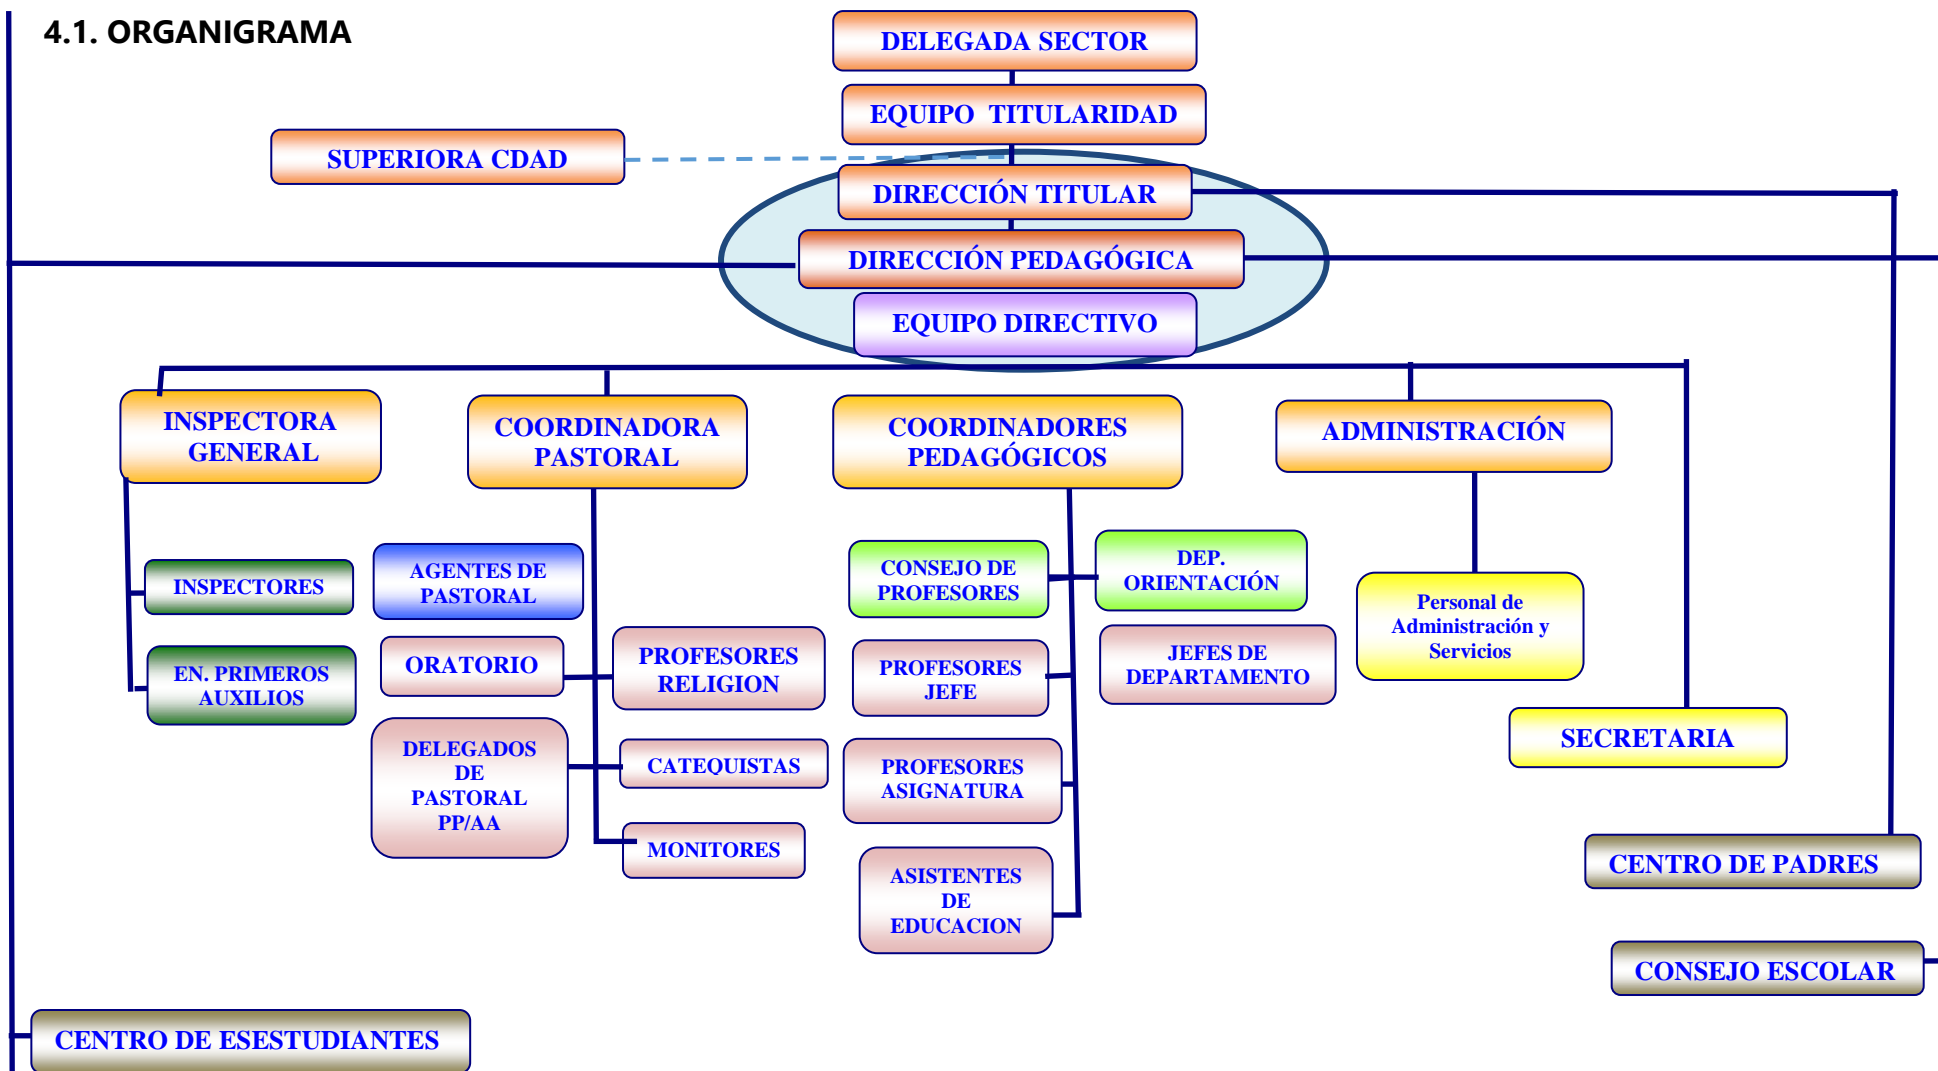 4.1. ORGANIGRAMA
DELEGADA SECTOR
EQUIPO TITULARIDAD
SUPERIORA CDAD
DIRECCIÓN TITULAR
DIRECCIÓN PEDAGÓGICA
EQUIPO DIRECTIVO
INSPECTORA
GENERAL
COORDINADORA
PASTORAL
COORDINADORES
PEDAGÓGICOS
ADMINISTRACIÓN
INSPECTORES
EN. PRIMEROS
AUXILIOS
AGENTES DE
PASTORAL
ORATORIO
PROFESORES
RELIGION
DELEGADOS
DE
PASTORAL
PP/AA
CATEQUISTAS
MONITORES
CONSEJO DE
PROFESORES
DEP.
ORIENTACIÓN
PROFESORES
JEFE
JEFES DE
DEPARTAMENTO
PROFESORES
ASIGNATURA
ASISTENTES
DE
EDUCACION
Personal de
Administración y
Servicios
SECRETARIA
CENTRO DE PADRES
CONSEJO ESCOLAR
CENTRO DE ESESTUDIANTES